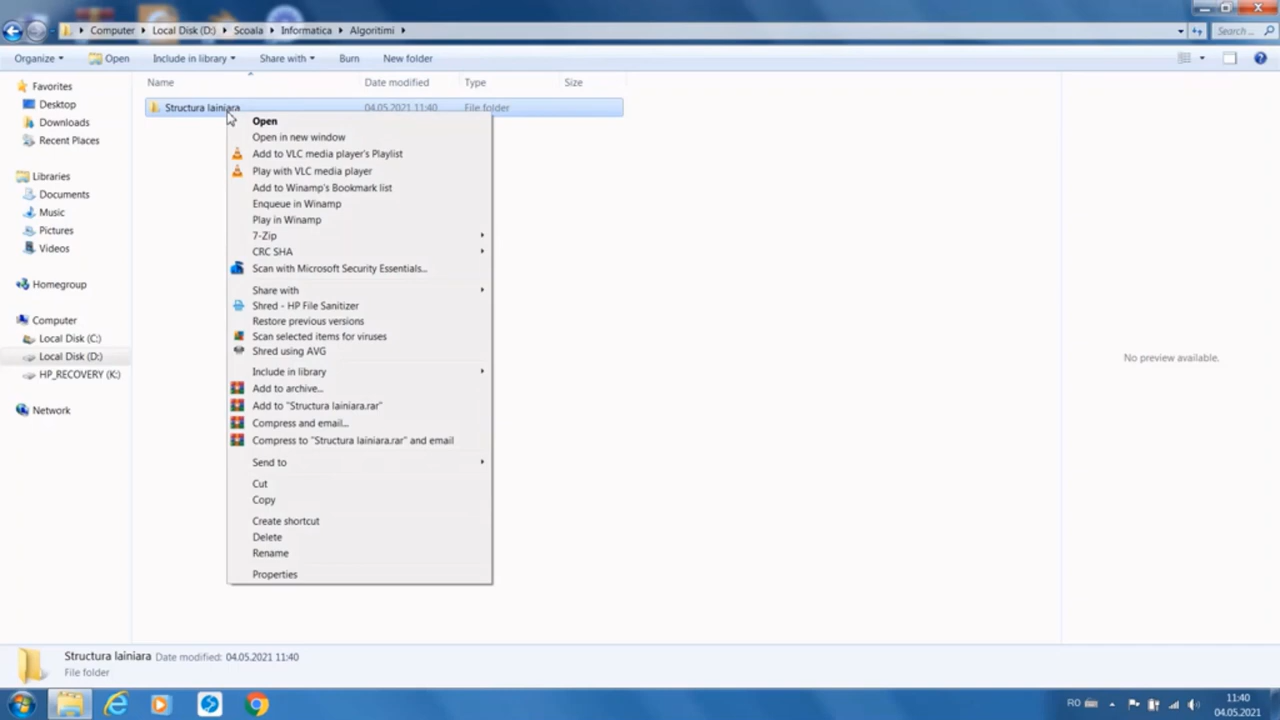 Computer Local Disk (D:) Scoala Informatica Algoritimi Search ...
Organize Open Include in library Share with Burn New folder
Name Date modified Type Size
Favorites
Desktop
Downloads
Recent Places
Libraries
Documents
Music
Pictures
Videos
Homegroup
Computer
Local Disk (C:)
Local Disk (D:)
HP_RECOVERY (K:)
Network
Structura lainiara 04.05.2021 11:40 File folder
Open
Open in new window
Add to VLC media player's Playlist
Play with VLC media player
Add to Winamp's Bookmark list
Enqueue in Winamp
Play in Winamp
7-Zip
CRC SHA
Scan with Microsoft Security Essentials...
Share with
Shred - HP File Sanitizer
Restore previous versions
Scan selected items for viruses
Shred using AVG
Include in library
Add to archive...
Add to "Structura lainiara.rar"
Compress and email...
Compress to "Structura lainiara.rar" and email
Send to
Cut
Copy
Create shortcut
Delete
Rename
Properties
No preview available.
Structura lainiara Date modified: 04.05.2021 11:40
File folder
RO
11:40
04.05.2021